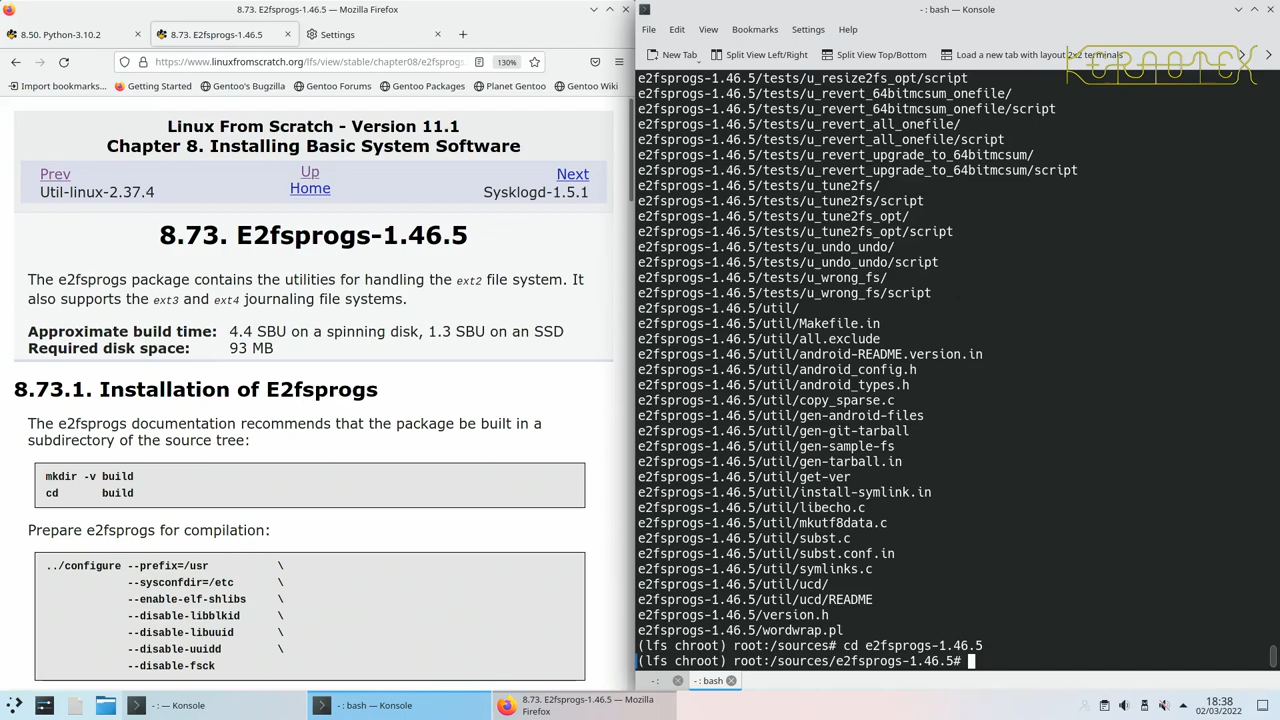 8.73. E2fsprogs-1.46.5 — Mozilla Firefox
8.50. Python-3.10.2
8.73. E2fsprogs-1.46.5
Settings
https://www.linuxfromscratch.org/lfs/view/stable/chapter08/e2fsprogs.
130%
Import bookmarks...
Getting Started
Gentoo's Bugzilla
Gentoo Forums
Gentoo Packages
Planet Gentoo
Gentoo Wiki
Linux From Scratch - Version 11.1
Chapter 8. Installing Basic System Software
Prev
Up
Next
Util-linux-2.37.4
Home
Sysklogd-1.5.1
8.73. E2fsprogs-1.46.5
The e2fsprogs package contains the utilities for handling the ext2 file system. It
also supports the ext3 and ext4 journaling file systems.
Approximate build time: 4.4 SBU on a spinning disk, 1.3 SBU on an SSD
Required disk space: 93 MB
8.73.1. Installation of E2fsprogs
The e2fsprogs documentation recommends that the package be built in a
subdirectory of the source tree:
mkdir -v build
cd build
Prepare e2fsprogs for compilation:
../configure --prefix=/usr \
--sysconfdir=/etc \
--enable-elf-shlibs \
--disable-libblkid \
--disable-libuuid \
--disable-uuidd \
--disable-fsck
- : bash — Konsole
File Edit View Bookmarks Settings Help
New Tab
Split View Left/Right
Split View Top/Bottom
Load a new tab with layout 2x2 terminals
KERNOTEX
e2fsprogs-1.46.5/tests/u_resize2fs_opt/script
e2fsprogs-1.46.5/tests/u_revert_64bitmcsum_onefile/
e2fsprogs-1.46.5/tests/u_revert_64bitmcsum_onefile/script
e2fsprogs-1.46.5/tests/u_revert_all_onefile/
e2fsprogs-1.46.5/tests/u_revert_all_onefile/script
e2fsprogs-1.46.5/tests/u_revert_upgrade_to_64bitmcsum/
e2fsprogs-1.46.5/tests/u_revert_upgrade_to_64bitmcsum/script
e2fsprogs-1.46.5/tests/u_tune2fs/
e2fsprogs-1.46.5/tests/u_tune2fs/script
e2fsprogs-1.46.5/tests/u_tune2fs_opt/
e2fsprogs-1.46.5/tests/u_tune2fs_opt/script
e2fsprogs-1.46.5/tests/u_undo_undo/
e2fsprogs-1.46.5/tests/u_undo_undo/script
e2fsprogs-1.46.5/tests/u_wrong_fs/
e2fsprogs-1.46.5/tests/u_wrong_fs/script
e2fsprogs-1.46.5/util/
e2fsprogs-1.46.5/util/Makefile.in
e2fsprogs-1.46.5/util/all.exclude
e2fsprogs-1.46.5/util/android-README.version.in
e2fsprogs-1.46.5/util/android_config.h
e2fsprogs-1.46.5/util/android_types.h
e2fsprogs-1.46.5/util/copy_sparse.c
e2fsprogs-1.46.5/util/gen-android-files
e2fsprogs-1.46.5/util/gen-git-tarball
e2fsprogs-1.46.5/util/gen-sample-fs
e2fsprogs-1.46.5/util/gen-tarball.in
e2fsprogs-1.46.5/util/get-ver
e2fsprogs-1.46.5/util/install-symlink.in
e2fsprogs-1.46.5/util/libecho.c
e2fsprogs-1.46.5/util/mkutf8data.c
e2fsprogs-1.46.5/util/subst.c
e2fsprogs-1.46.5/util/subst.conf.in
e2fsprogs-1.46.5/util/symlinks.c
e2fsprogs-1.46.5/util/ucd/
e2fsprogs-1.46.5/util/ucd/README
e2fsprogs-1.46.5/version.h
e2fsprogs-1.46.5/wordwrap.pl
(lfs chroot) root:/sources# cd e2fsprogs-1.46.5
(lfs chroot) root:/sources/e2fsprogs-1.46.5#
- :
- : bash
- : — Konsole
- : bash — Konsole
8.73. E2fsprogs-1.46.5 — Mozilla
Firefox
18:38
02/03/2022